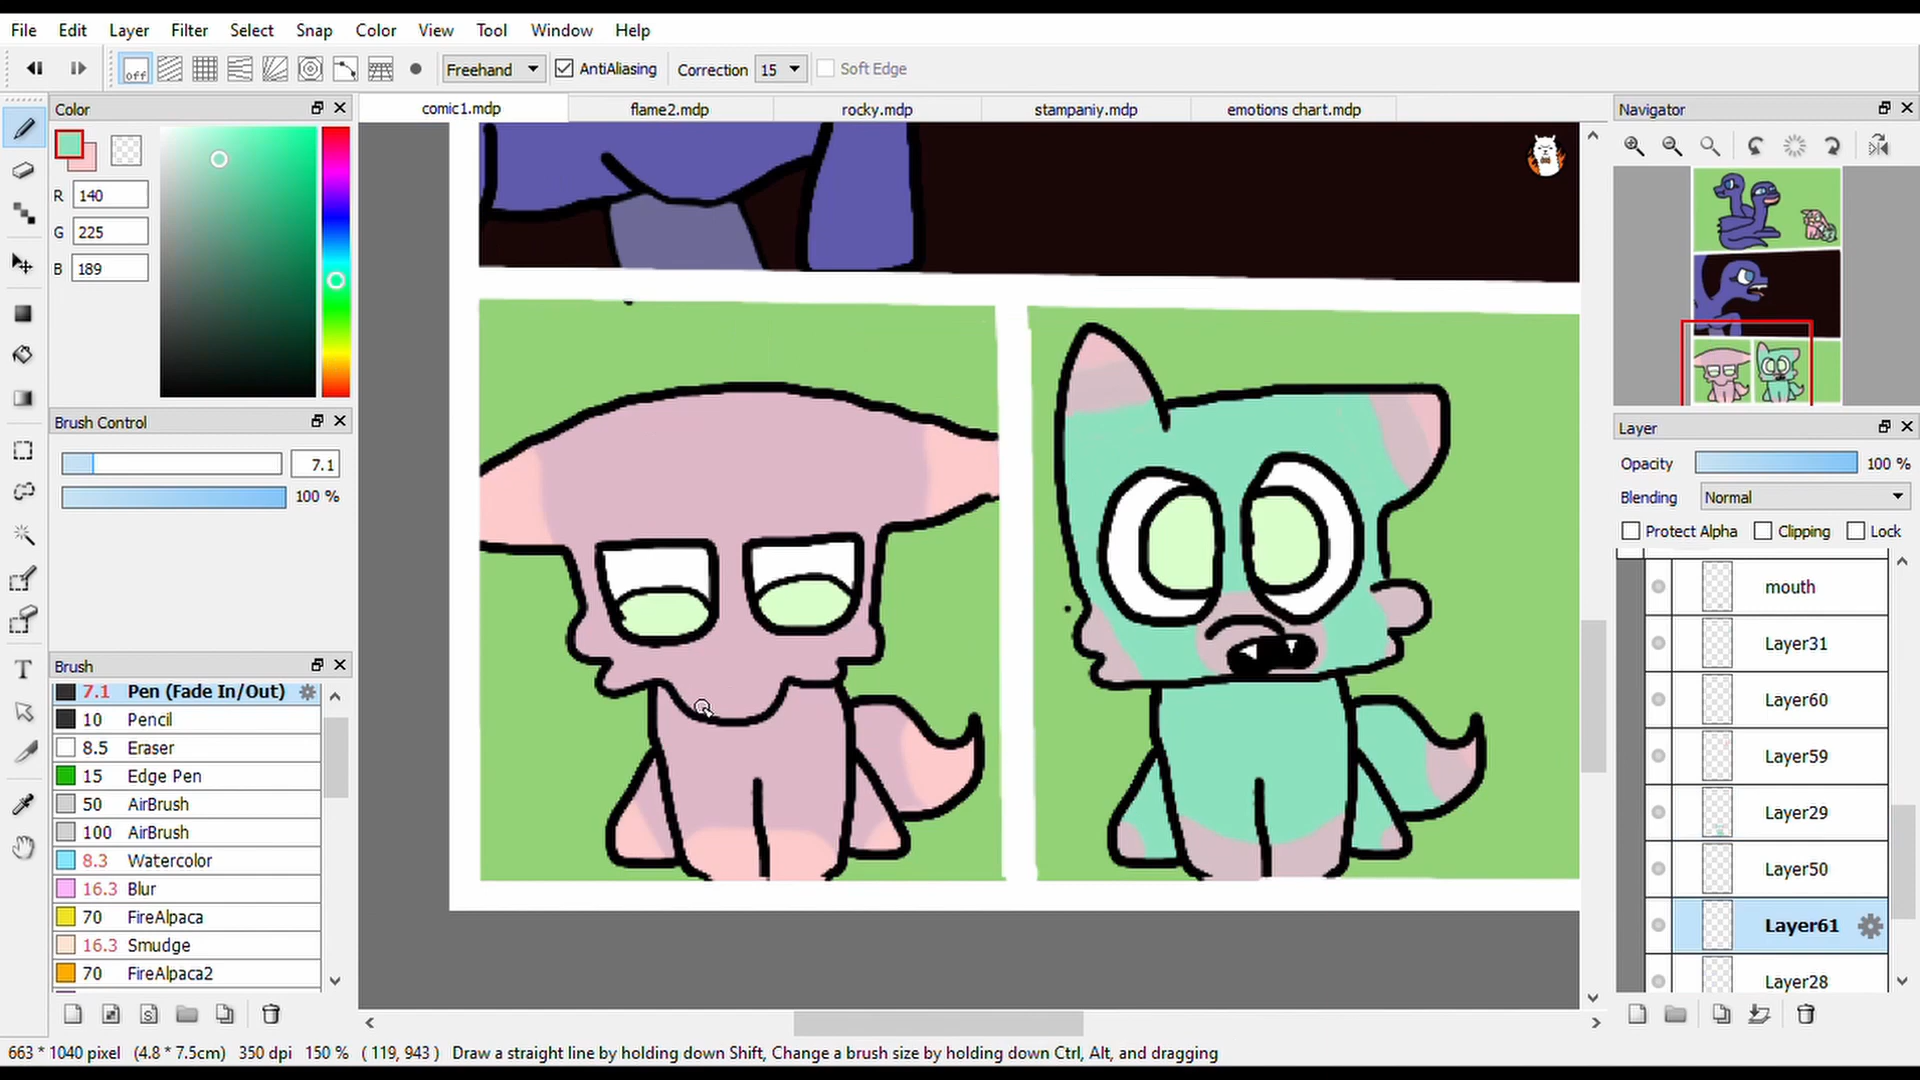 File Edit Layer Filter Select Snap Color View Tool Window Help
off Freehand AntiAliasing Correction 15 Soft Edge
Color comic1.mdp flame2.mdp rocky.mdp stampaniy.mdp emotions chart.mdp Navigator
R 140
G 225
B 189
Brush Control
7.1
100 %
Brush
7.1 Pen (Fade In/Out)
10 Pencil
8.5 Eraser
15 Edge Pen
50 AirBrush
100 AirBrush
8.3 Watercolor
16.3 Blur
70 FireAlpaca
16.3 Smudge
70 FireAlpaca2
T
S
Layer
Opacity 100 %
Blending Normal
Protect Alpha Clipping Lock
mouth
Layer31
Layer60
Layer59
Layer29
Layer50
Layer61
Layer28
663 * 1040 pixel (4.8 * 7.5cm) 350 dpi 150 % ( 119, 943 ) Draw a straight line by holding down Shift, Change a brush size by holding down Ctrl, Alt, and dragging